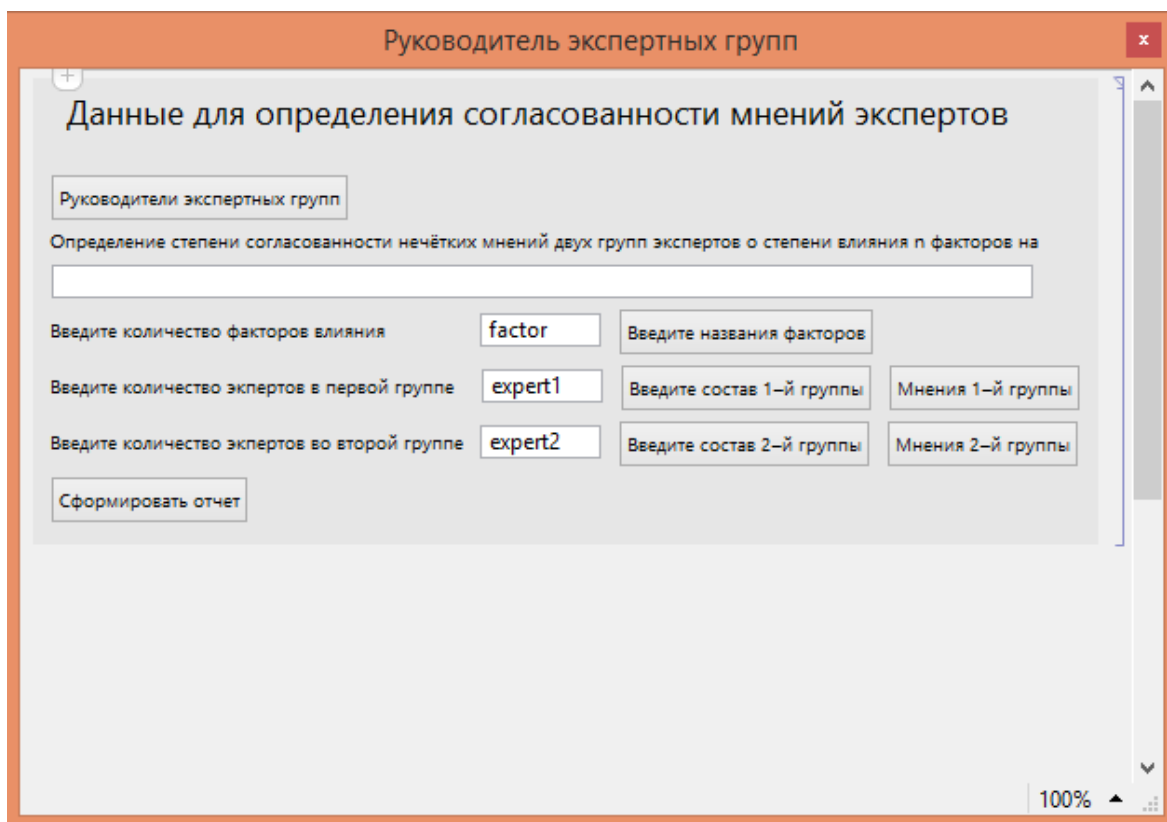 Руководитель экспертных групп
x
+
Данные для определения согласованности мнений экспертов
Руководители экспертных групп
Определение степени согласованности нечётких мнений двух групп экспертов о степени влияния n факторов на
Введите количество факторов влияния factor Введите названия факторов
Введите количество экпертов в первой группе expert1 Введите состав 1–й группы Мнения 1–й группы
Введите количество экпертов во второй группе expert2 Введите состав 2–й группы Мнения 2–й группы
Сформировать отчет
100%